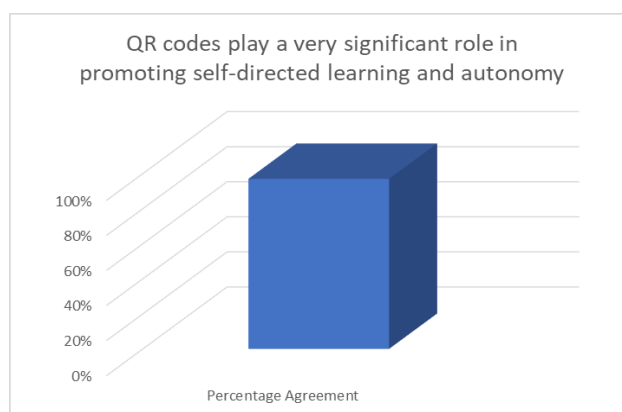 QR codes play a very significant role in
promoting self-directed learning and autonomy
100%
80%
60%
40%
20%
0%
Percentage Agreement